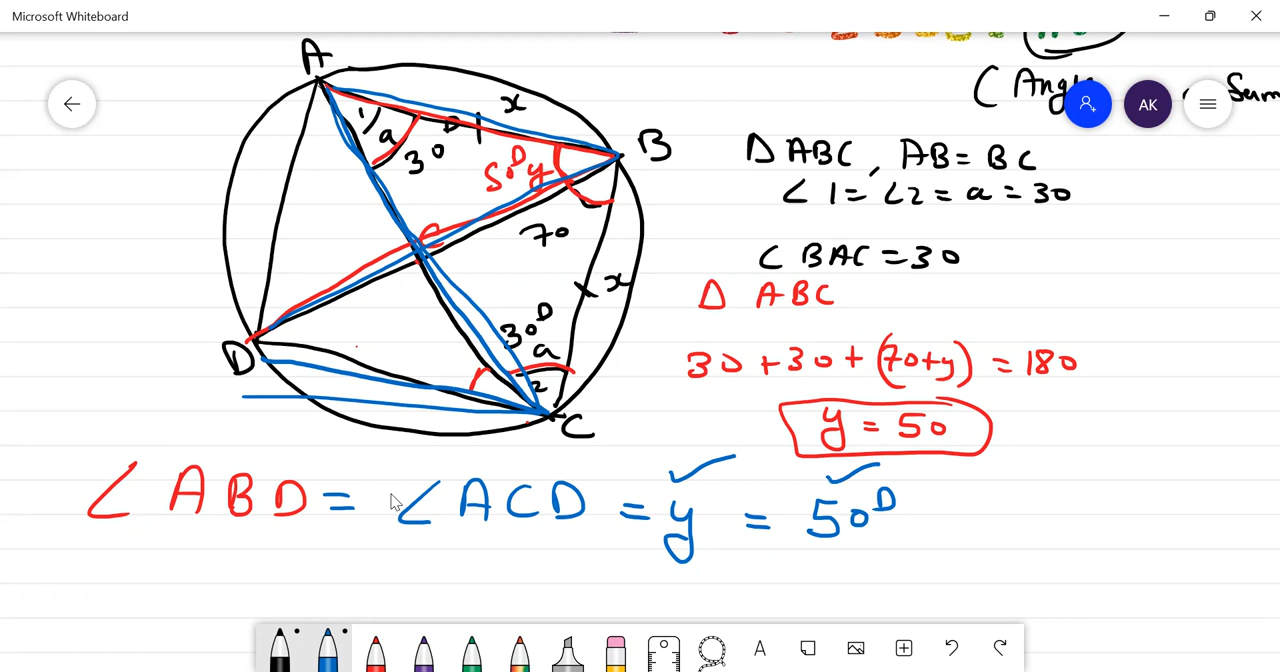 Microsoft Whiteboard
A
x
(Angle
AK
1
a
30°
50° y
B
Δ ABC, AB = BC
∠1 = ∠2 = a = 30
70
∠BAC = 30
x
Δ ABC
30°
a
D
30 + 30 + (70+y) = 180
2
C
y = 50
∠ABD = ∠ACD = y = 50°
A